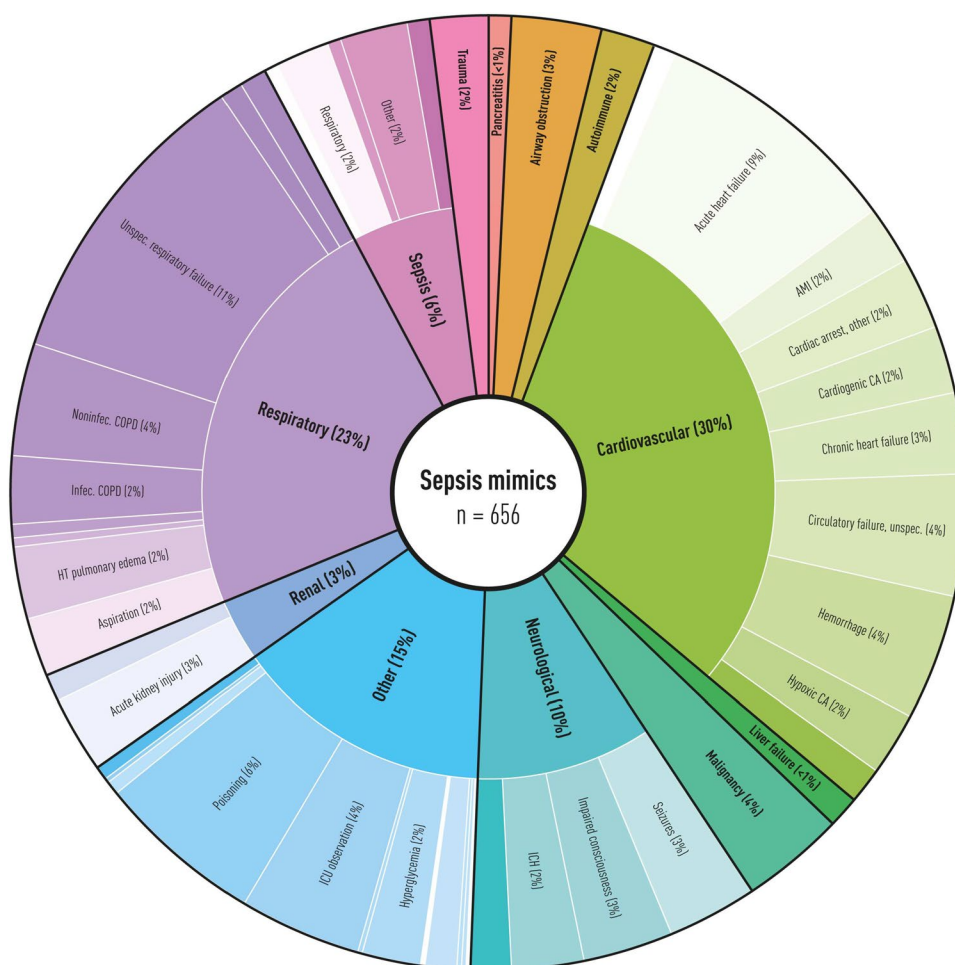 Sepsis mimics
n = 656
Pancreatitis (<1%)
Airway obstruction (3%)
Autoimmune (2%)
Cardiovascular (30%)
Acute heart failure (9%)
AMI (2%)
Cardiac arrest, other (2%)
Cardiogenic CA (2%)
Chronic heart failure (3%)
Circulatory failure, unspec. (4%)
Hemorrhage (4%)
Hypoxic CA (2%)
Liver failure (<1%)
Malignancy (4%)
Neurological (10%)
Seizures (3%)
Impaired consciousness (3%)
ICH (2%)
Other (15%)
Hyperglycemia (2%)
ICU observation (4%)
Poisoning (6%)
Renal (3%)
Acute kidney injury (3%)
Respiratory (23%)
Aspiration (2%)
HT pulmonary edema (2%)
Infec. COPD (2%)
Noninfec. COPD (4%)
Unspec. respiratory failure (11%)
Sepsis (6%)
Respiratory (2%)
Other (2%)
Trauma (2%)